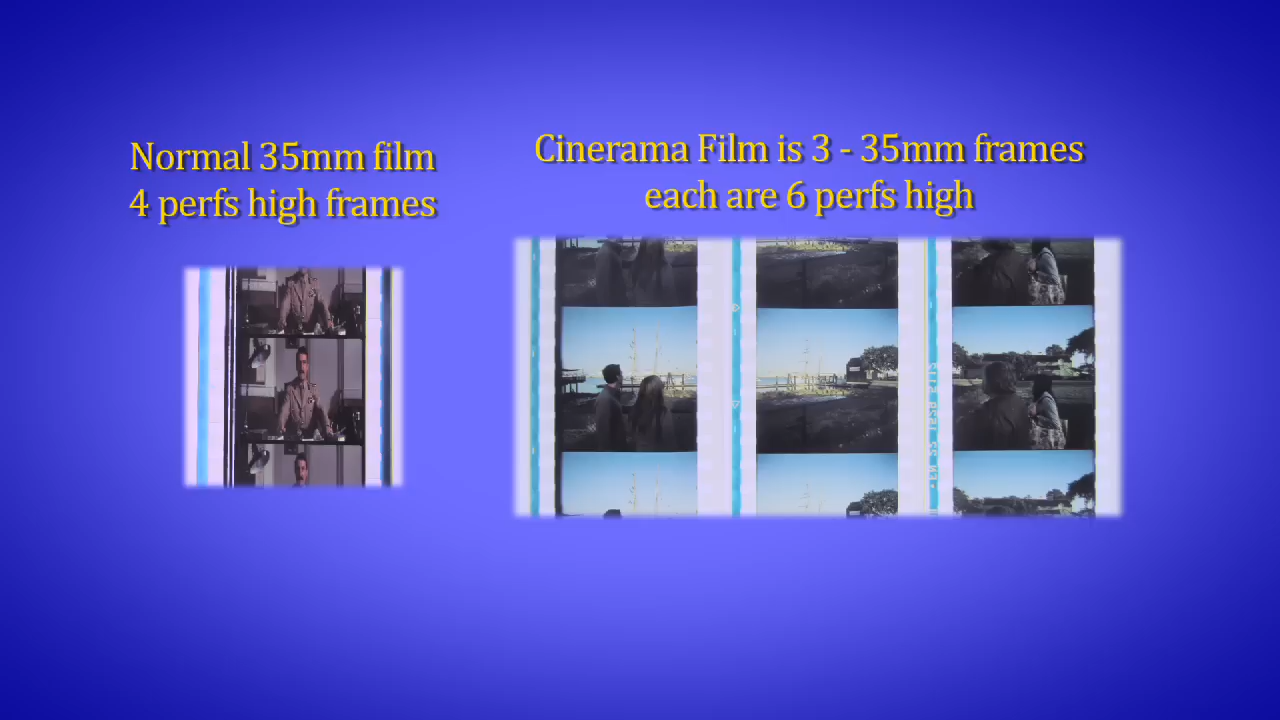 Normal 35mm film
4 perfs high frames
Cinerama Film is 3 - 35mm frames
each are 6 perfs high